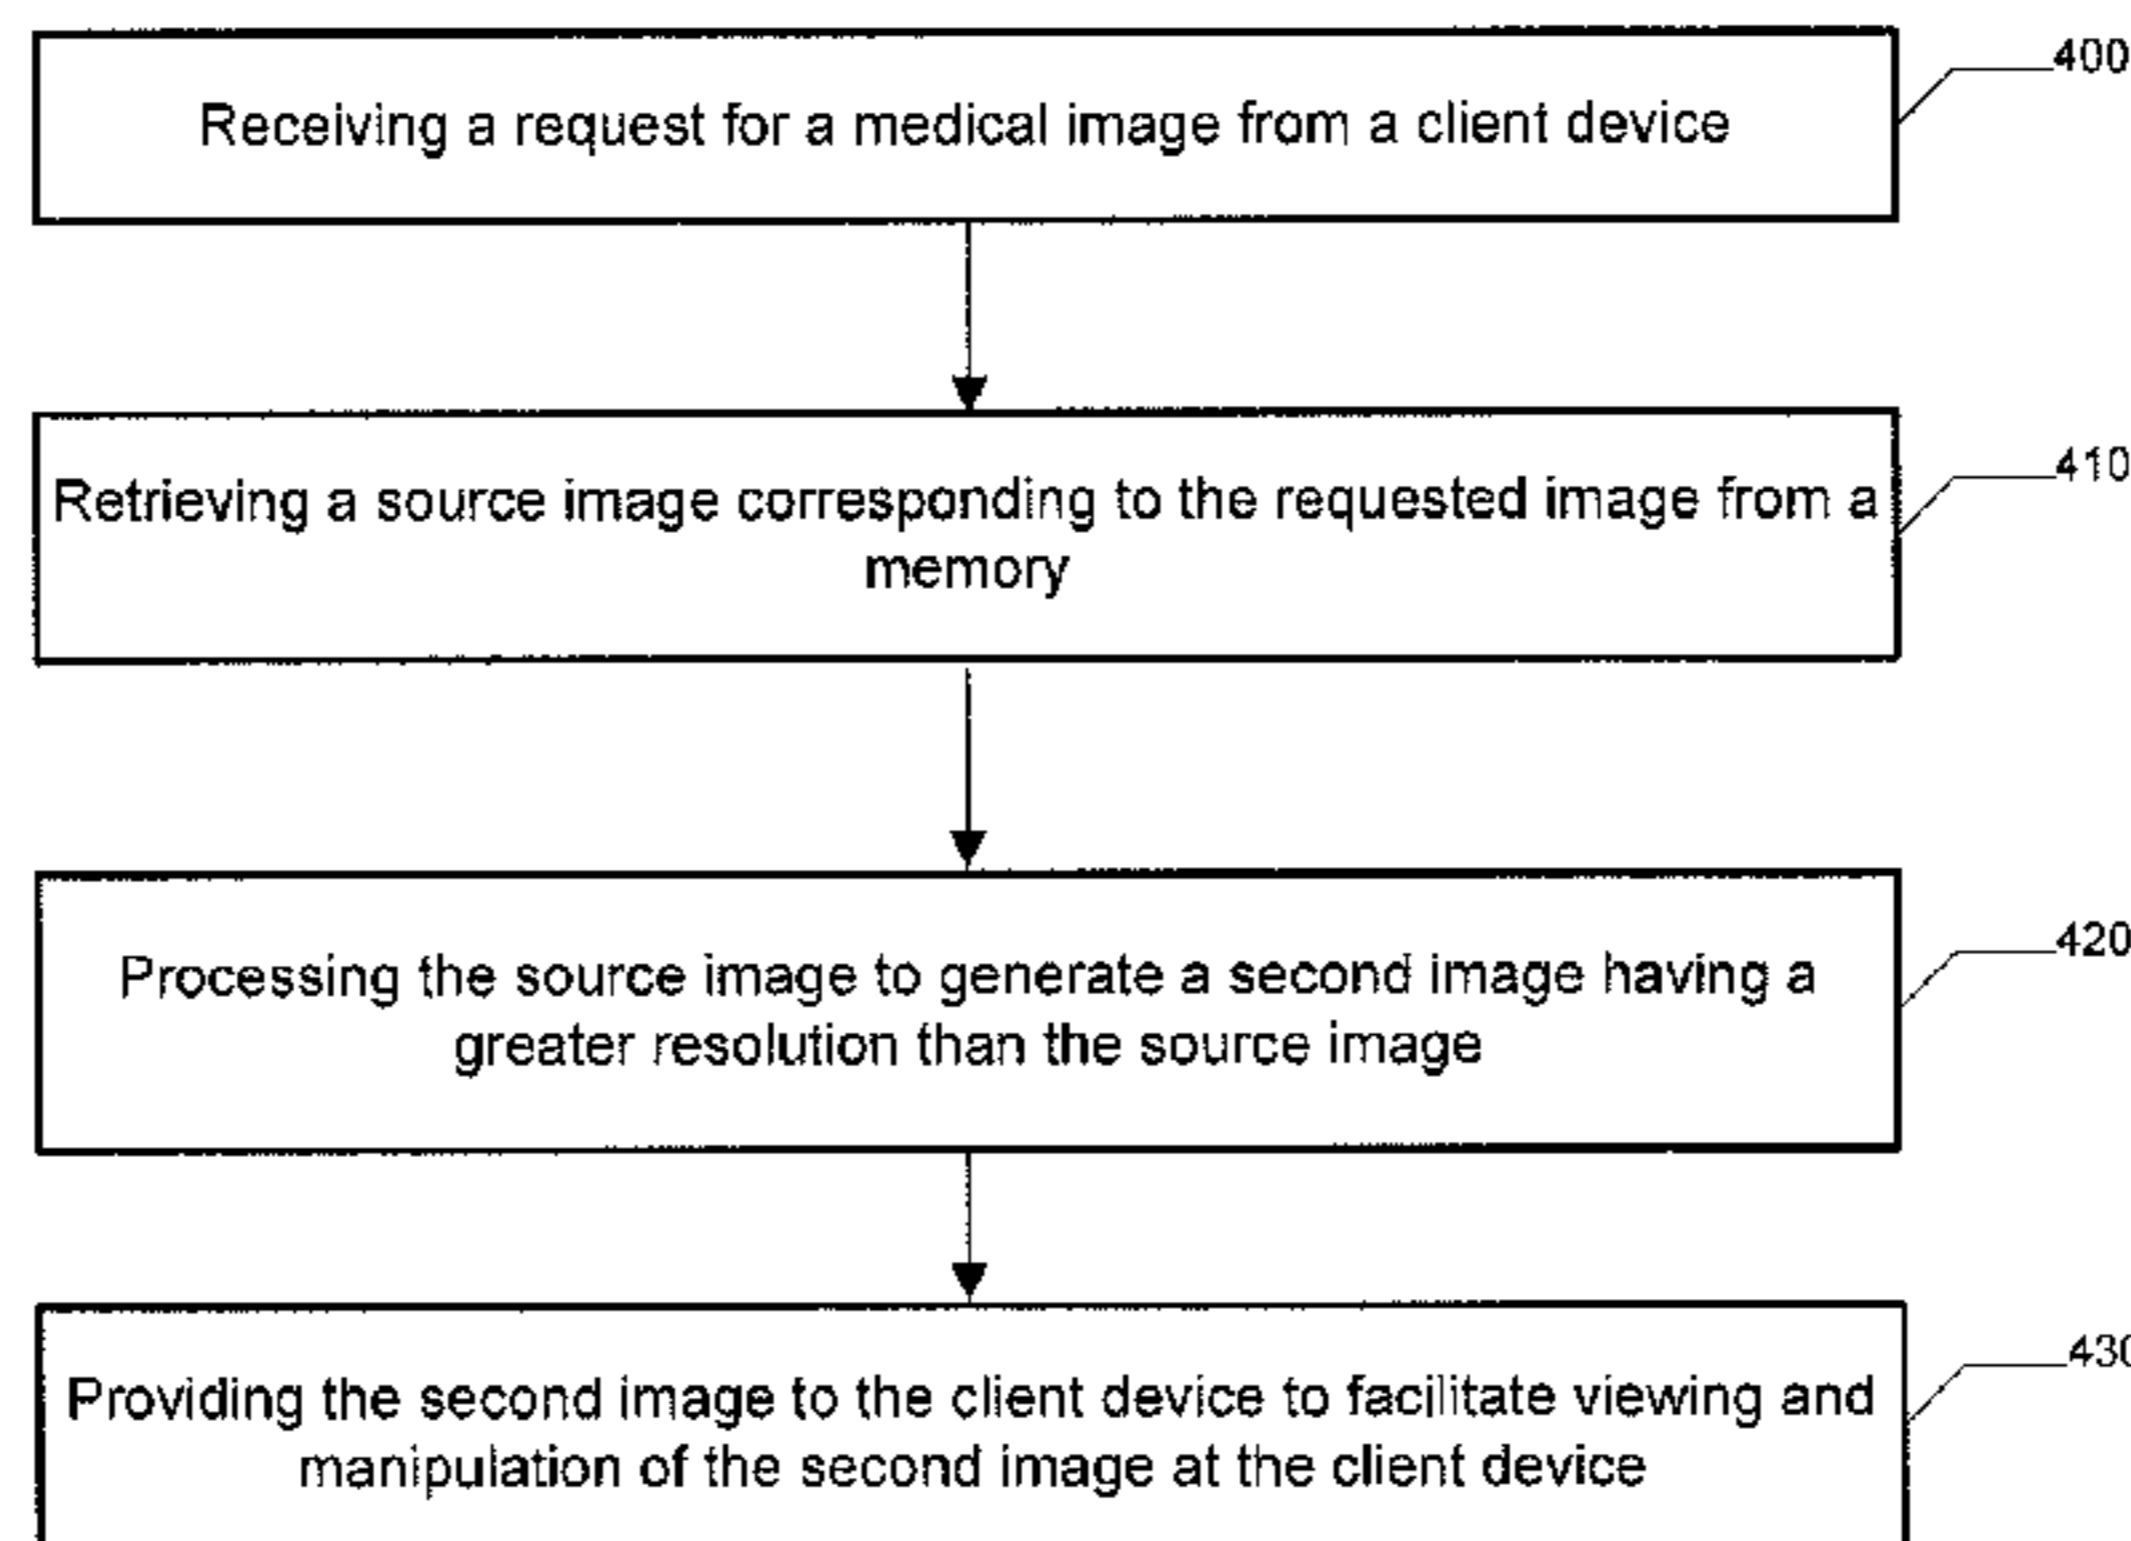 400
Receiving a request for a medical image from a client device
410
Retrieving a source image corresponding to the requested image from a
memory
420
Processing the source image to generate a second image having a
greater resolution than the source image
430
Providing the second image to the client device to facilitate viewing and
manipulation of the second image at the client device